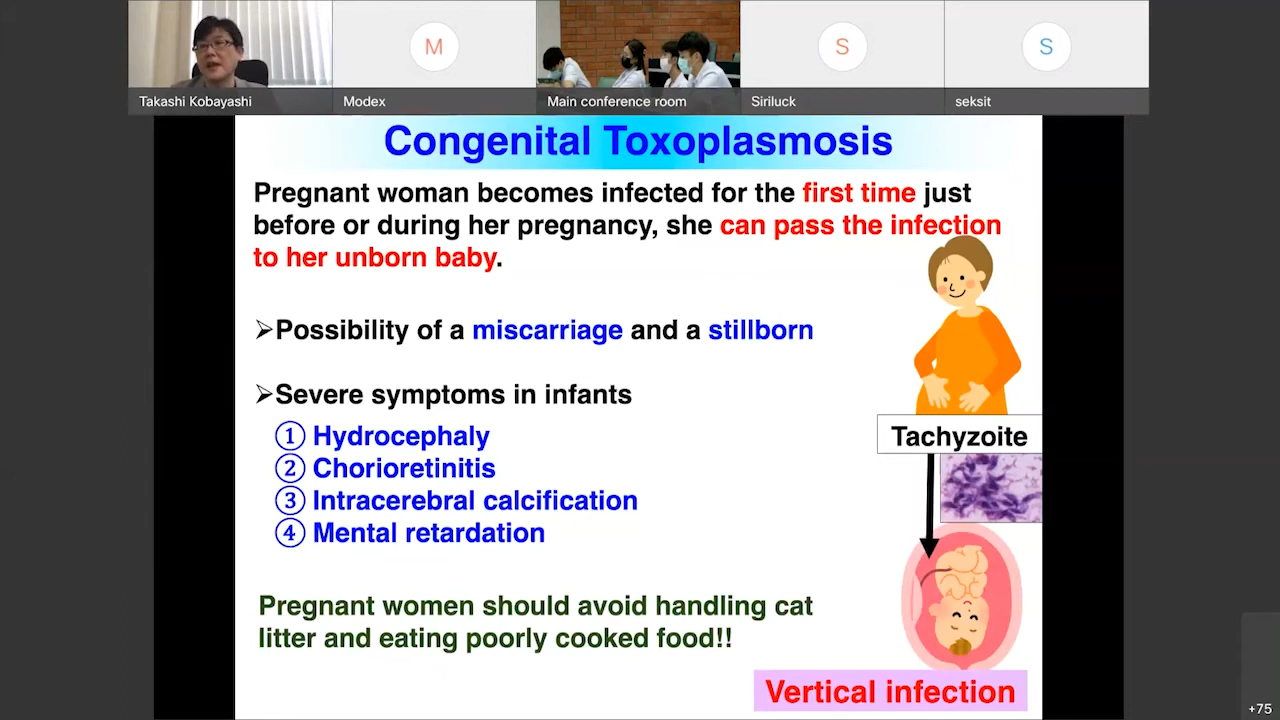 M
S
S
Takashi Kobayashi
Modex
Main conference room
Siriluck
seksit
Congenital Toxoplasmosis
Pregnant woman becomes infected for the first time just
before or during her pregnancy, she can pass the infection
to her unborn baby.
➢Possibility of a miscarriage and a stillborn
➢Severe symptoms in infants
① Hydrocephaly
② Chorioretinitis
③ Intracerebral calcification
④ Mental retardation
Tachyzoite
Pregnant women should avoid handling cat
litter and eating poorly cooked food!!
Vertical infection
+75